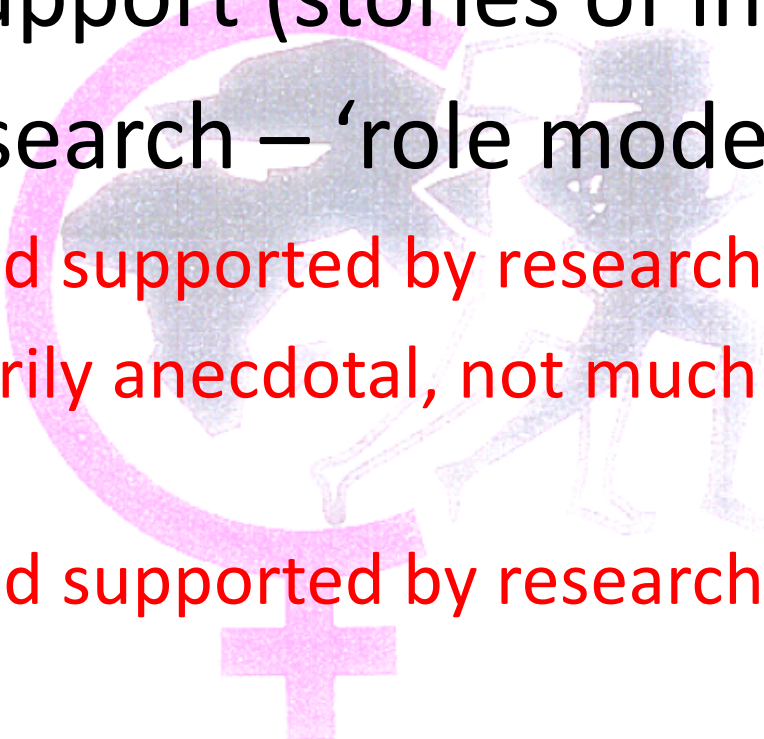 upport (stories of in
search – ‘role mode
d supported by research
rily anecdotal, not much
d supported by research